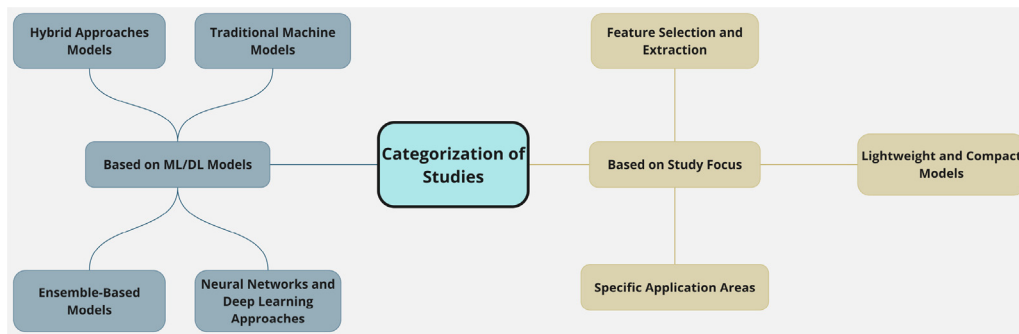 Hybrid Approaches
Models
Traditional Machine
Models
Based on ML/DL Models
Ensemble-Based
Models
Neural Networks and
Deep Learning
Approaches
Categorization of
Studies
Feature Selection and
Extraction
Based on Study Focus
Lightweight and Compact
Models
Specific Application Areas